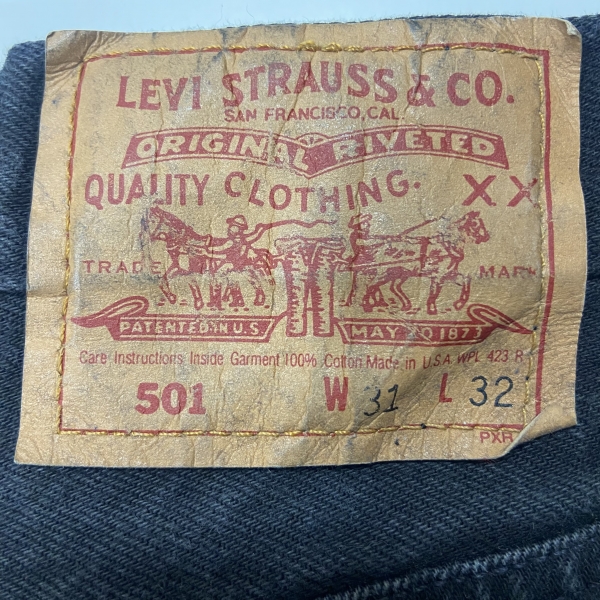 LEVI STRAUSS & CO.
SAN FRANCISCO, CAL.
ORIGINAL RIVETED
QUALITY CLOTHING. XX
TRADE MARK
PATENTED IN U.S MAY 20 1873
Care Instructions Inside Garment 100% Cotton Made in U.S.A. WPL 423 R
501 W 31 L 32
PXR